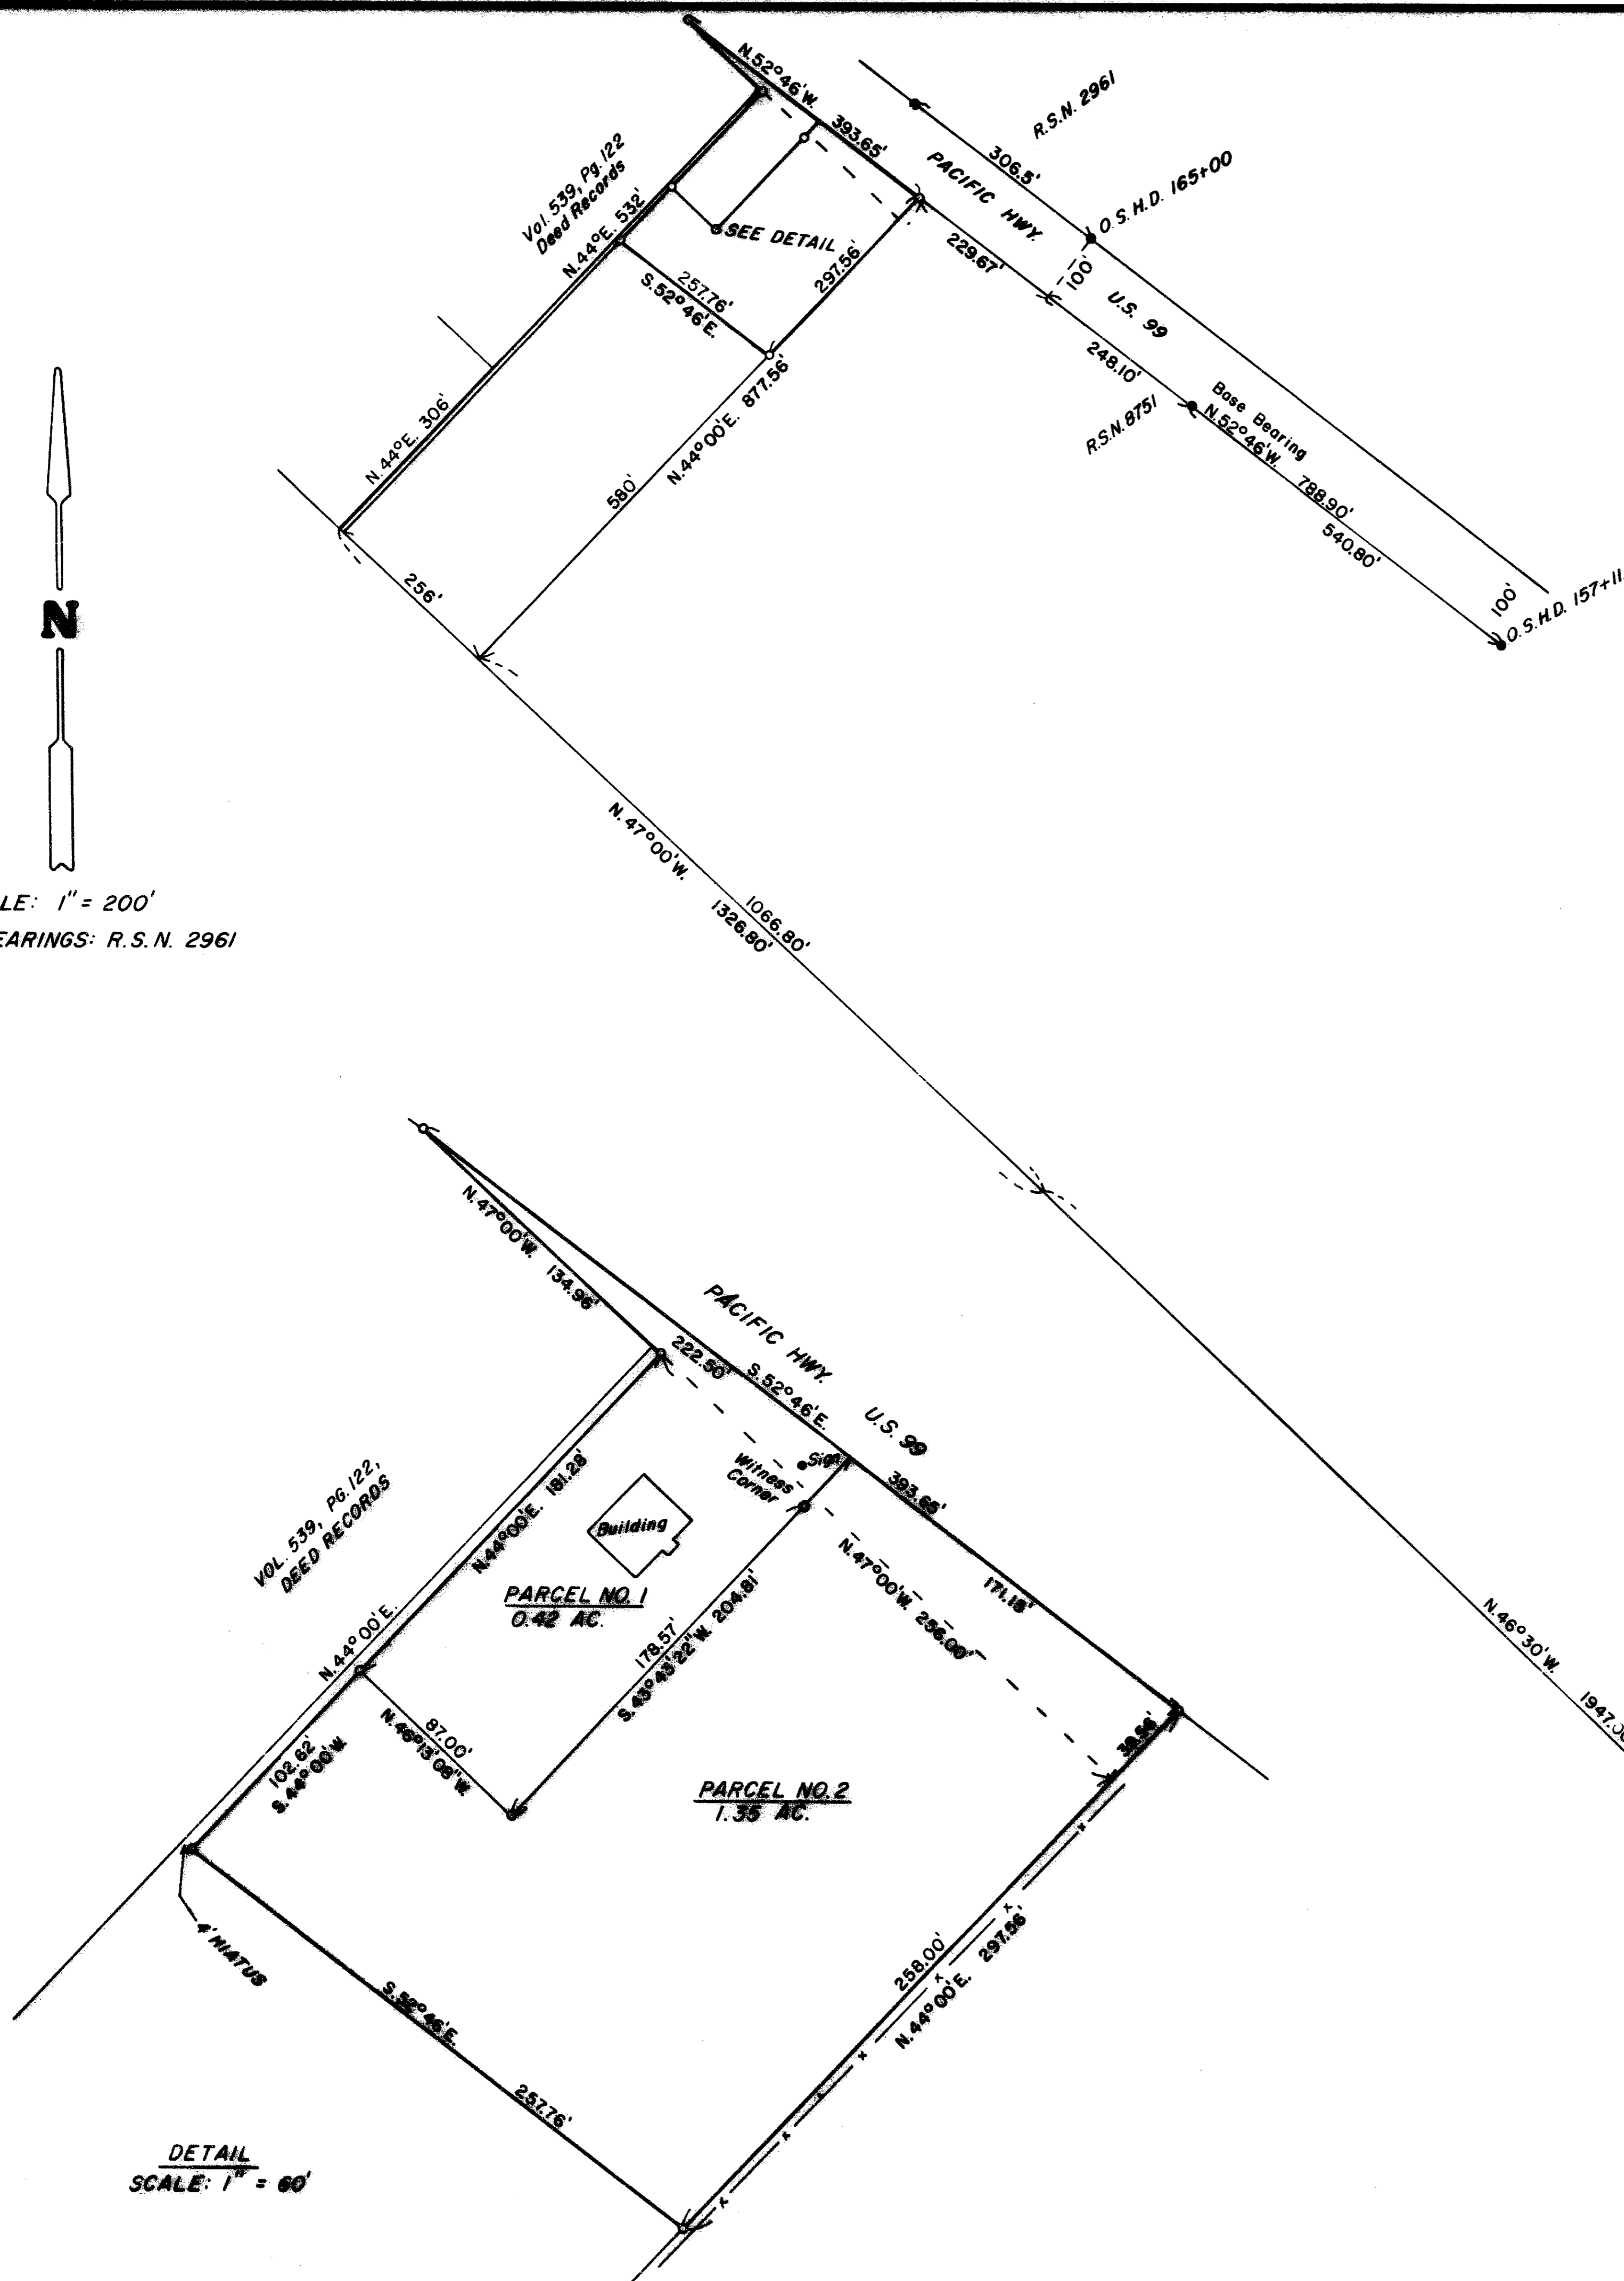 N.52°46'W. 393.65'
R.S.N. 2961
306.5'
PACIFIC HWY.
O.S.H.D. 165+00
Vol. 539, Pg. 122
Deed Records
N.44°E. 532'
SEE DETAIL
297.56'
229.67'
100'
U.S. 99
257.76'
S.52°46'E.
248.10'
R.S.N. 8751
Base Bearing
N.52°46'W. 788.90'
540.80'
100'
O.S.H.D. 157+11
N.44°E. 306'
N.44°00'E. 877.56'
580'
256'
N
LE: 1" = 200'
EARINGS: R.S.N. 2961
N.47°00'W.
1066.80'
1326.80'
N.47°00'W. 134.96'
PACIFIC HWY. U.S. 99
222.50'
S.52°46'E.
393.65'
Sign
Witness
Corner
171.15'
VOL. 539, PG. 122,
DEED RECORDS
N.44°00'E. 181.28'
Building
PARCEL NO. 1
0.42 AC.
N.47°00'W. 256.00'
N.44°00'E.
178.57'
S.43°43'22"W. 204.81'
N.46°30'W. 1947.00
87.00'
N.46°13'08"W.
102.62'
S.44°00'W.
39.56'
PARCEL NO. 2
1.35 AC.
4' HIATUS
258.00'
N.44°00'E. 297.56'
S.52°46'E.
257.76'
DETAIL
SCALE: 1" = 60'